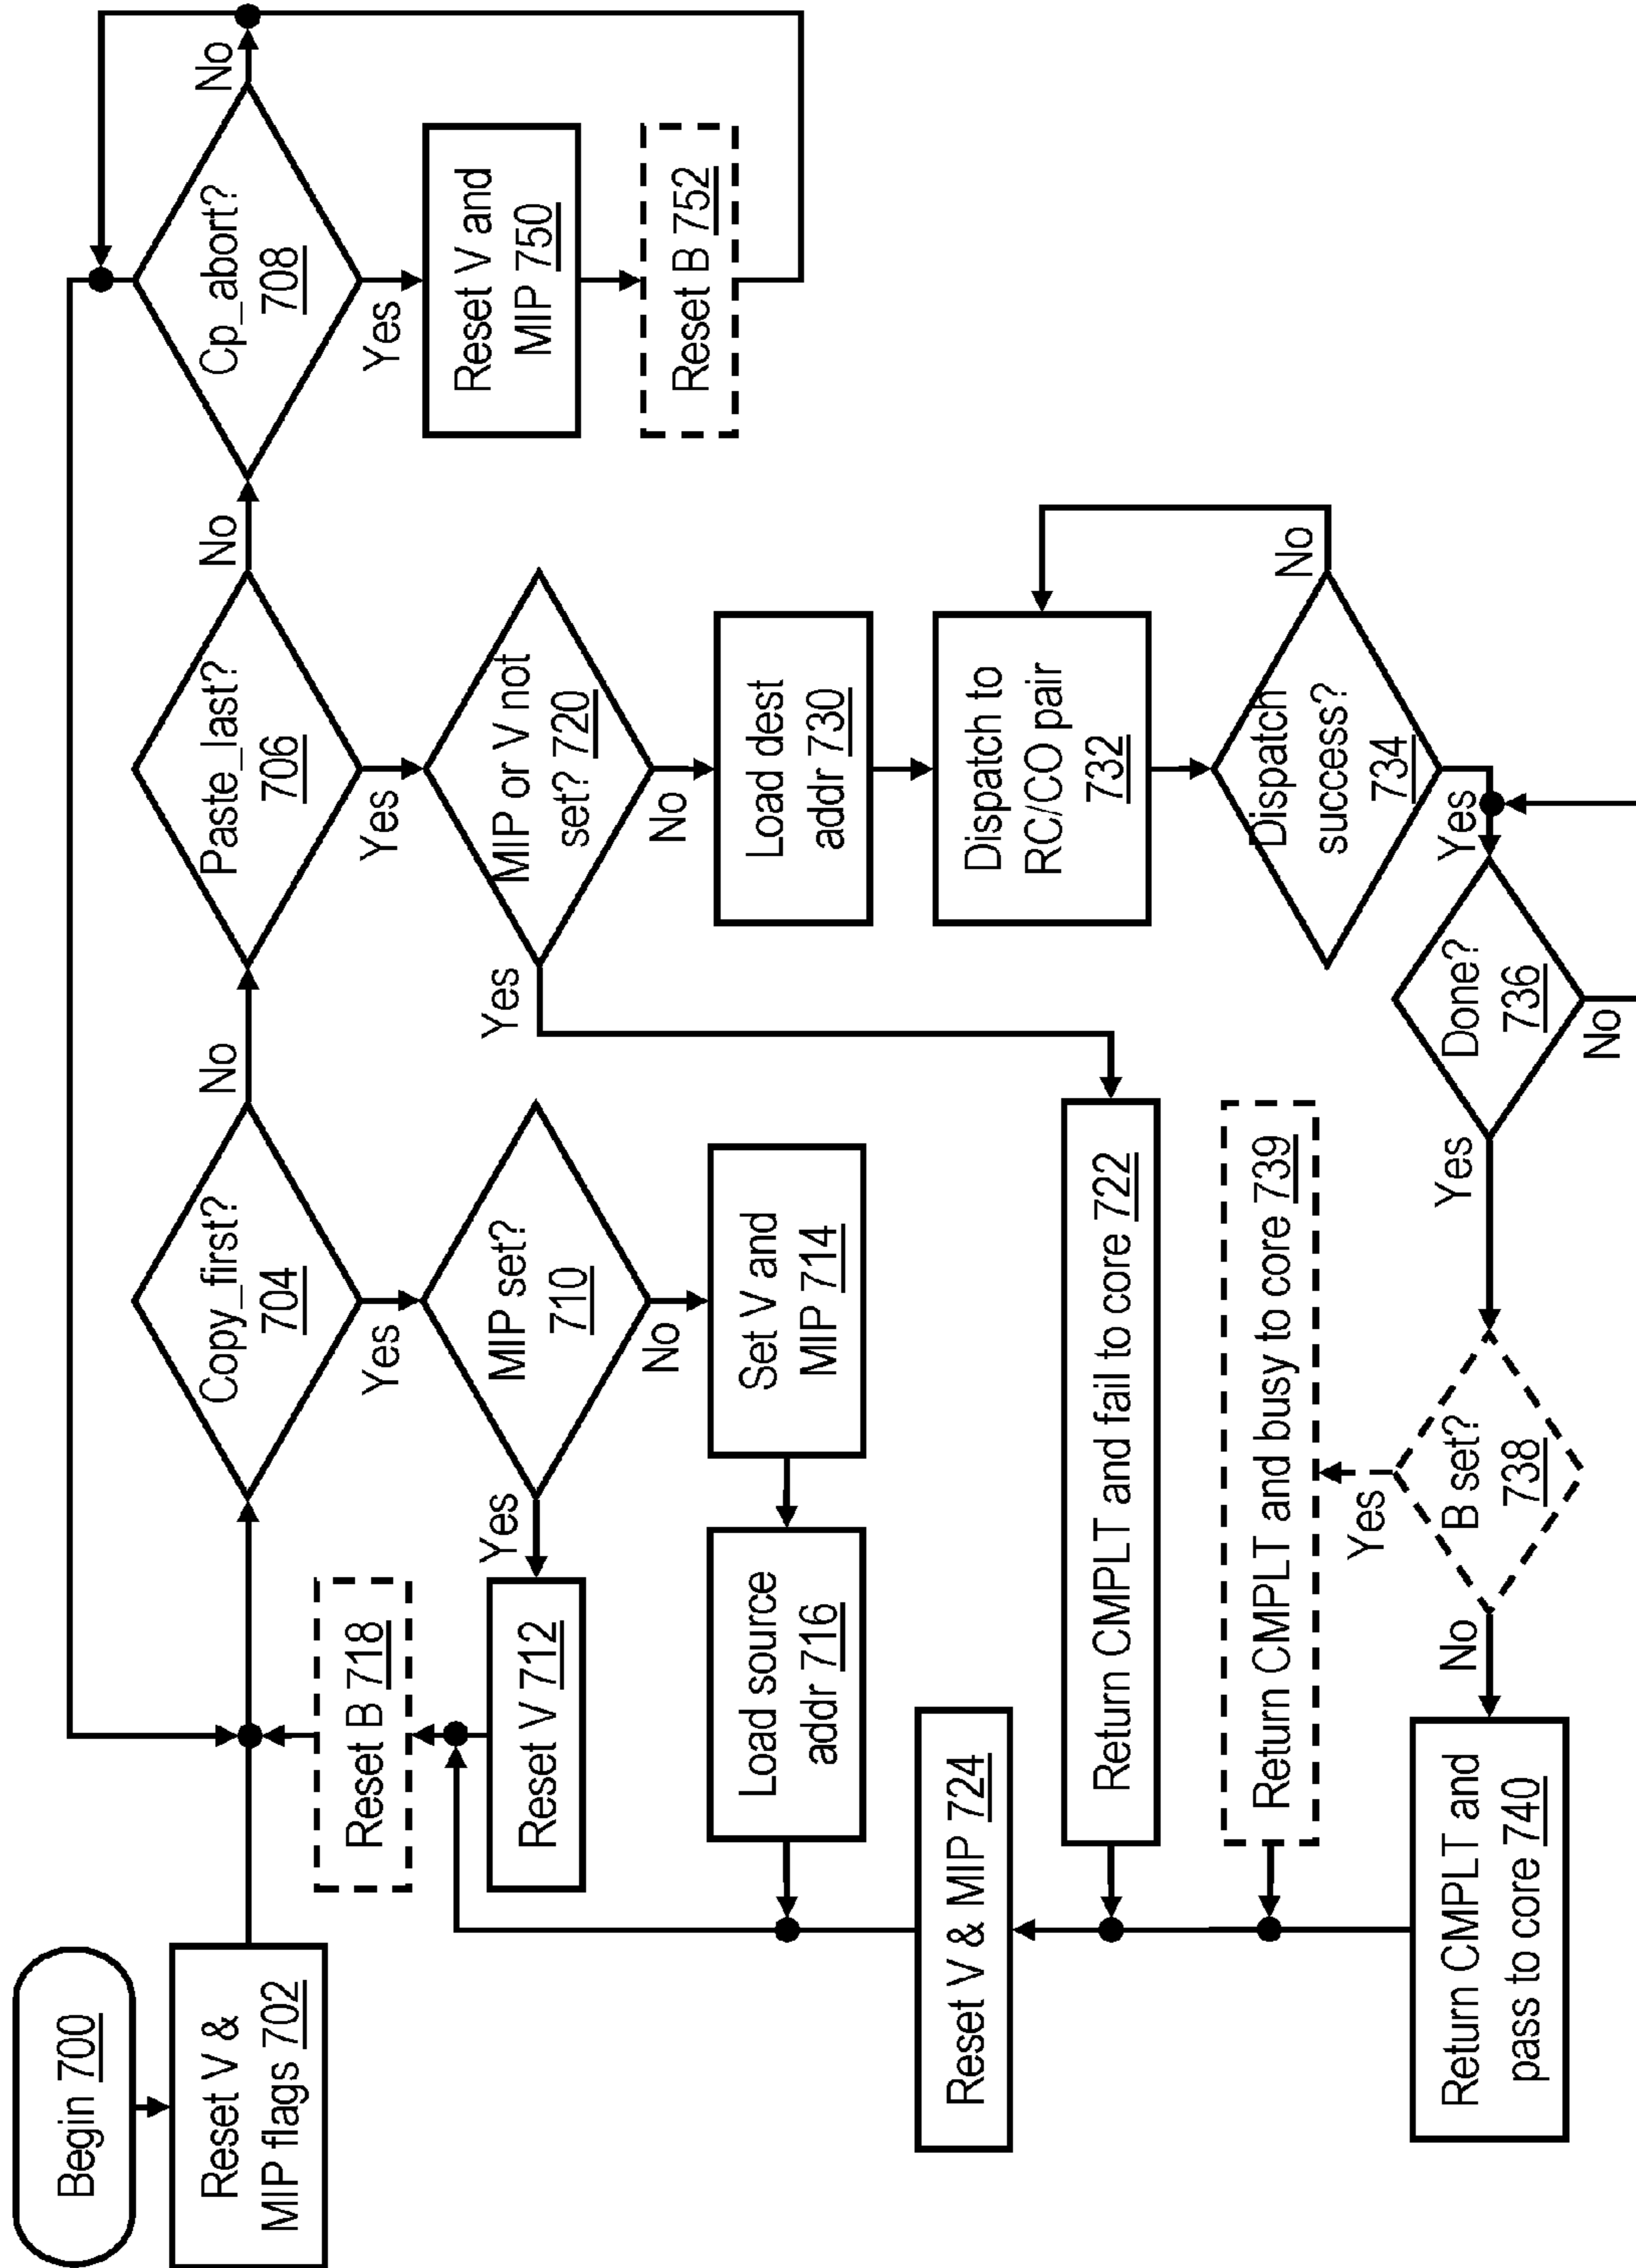 Begin 700
Reset V &
MIP flags 702
Copy_first?
704
No
Paste_last?
706
No
Cp_abort?
708
No
Yes
Yes
Yes
Reset B 718
Reset V 712
Yes
MIP set?
710
No
MIP or V not
set? 720
Yes
No
Reset V and
MIP 750
Reset B 752
Load source
addr 716
Set V and
MIP 714
Load dest
addr 730
Reset V & MIP 724
Return CMPLT and fail to core 722
Dispatch to
RC/CO pair
732
Return CMPLT and busy to core 739
Dispatch
success?
734
No
Yes
Return CMPLT and
pass to core 740
No
B set?
738
Yes
Yes
Done?
736
No